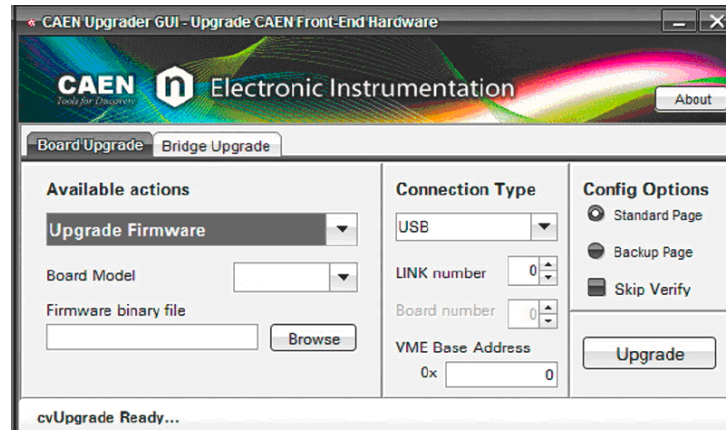 CAEN Upgrader GUI - Upgrade CAEN Front-End Hardware
CAEN n Electronic Instrumentation
Tools for Discovery
About
Board Upgrade Bridge Upgrade
Available actions
Upgrade Firmware
Board Model
Firmware binary file
Browse
Connection Type
USB
LINK number 0
Board number 0
VME Base Address
0x 0
Config Options
Standard Page
Backup Page
Skip Verify
Upgrade
cvUpgrade Ready...